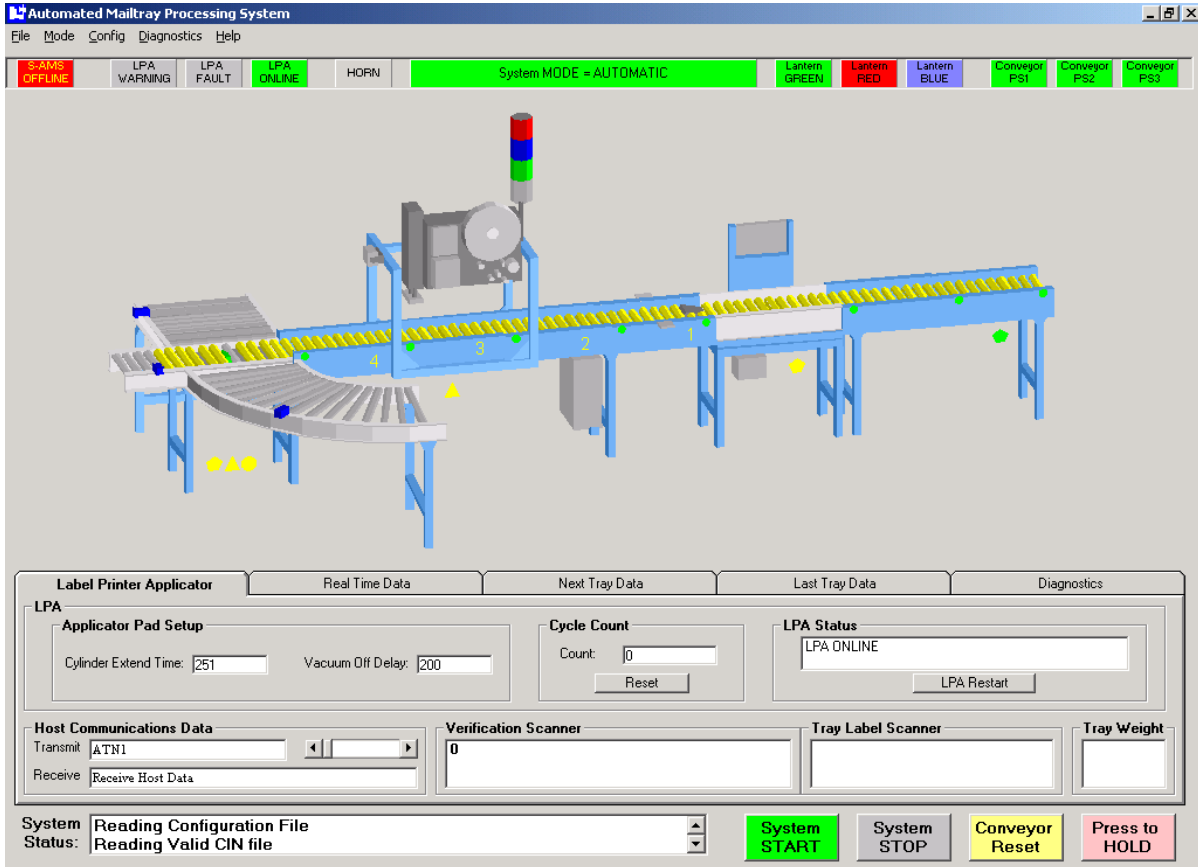 Automated Mailtray Processing System
File Mode Config Diagnostics Help
S-AMS OFFLINE
LPA WARNING
LPA FAULT
LPA ONLINE
HORN
System MODE = AUTOMATIC
Lantern GREEN
Lantern RED
Lantern BLUE
Conveyor PS1
Conveyor PS2
Conveyor PS3
4 3 2 1
Label Printer Applicator
Real Time Data
Next Tray Data
Last Tray Data
Diagnostics
LPA
Applicator Pad Setup
Cylinder Extend Time: 251
Vacuum Off Delay: 200
Cycle Count
Count: 0
Reset
LPA Status
LPA ONLINE
LPA Restart
Host Communications Data
Transmit ATN1
Receive Receive Host Data
Verification Scanner
0
Tray Label Scanner
Tray Weight
System Status:
Reading Configuration File
Reading Valid CIN file
System START
System STOP
Conveyor Reset
Press to HOLD